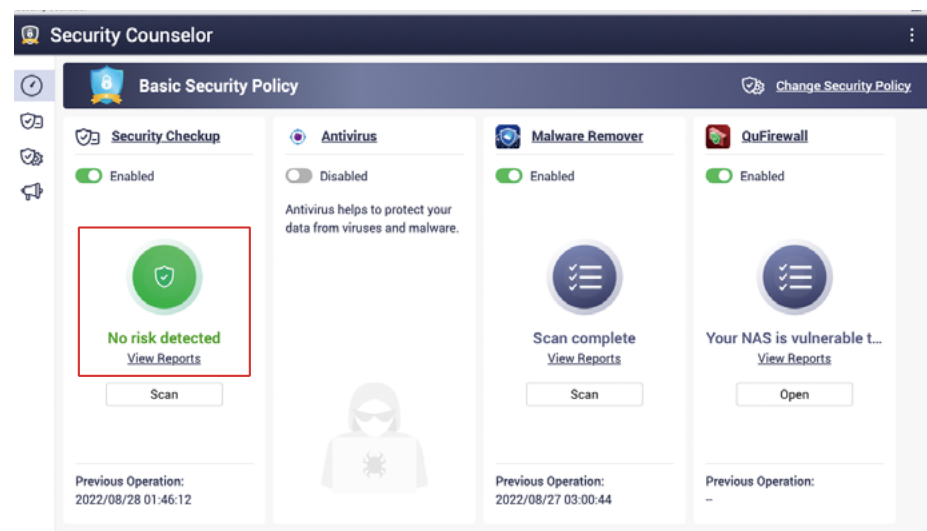 Security Counselor
Basic Security Policy
Change Security Policy
Security Checkup
Enabled
No risk detected
View Reports
Scan
Previous Operation:
2022/08/28 01:46:12
Antivirus
Disabled
Antivirus helps to protect your
data from viruses and malware.
Malware Remover
Enabled
Scan complete
View Reports
Scan
Previous Operation:
2022/08/27 03:00:44
QuFirewall
Enabled
Your NAS is vulnerable t...
View Reports
Open
Previous Operation:
--